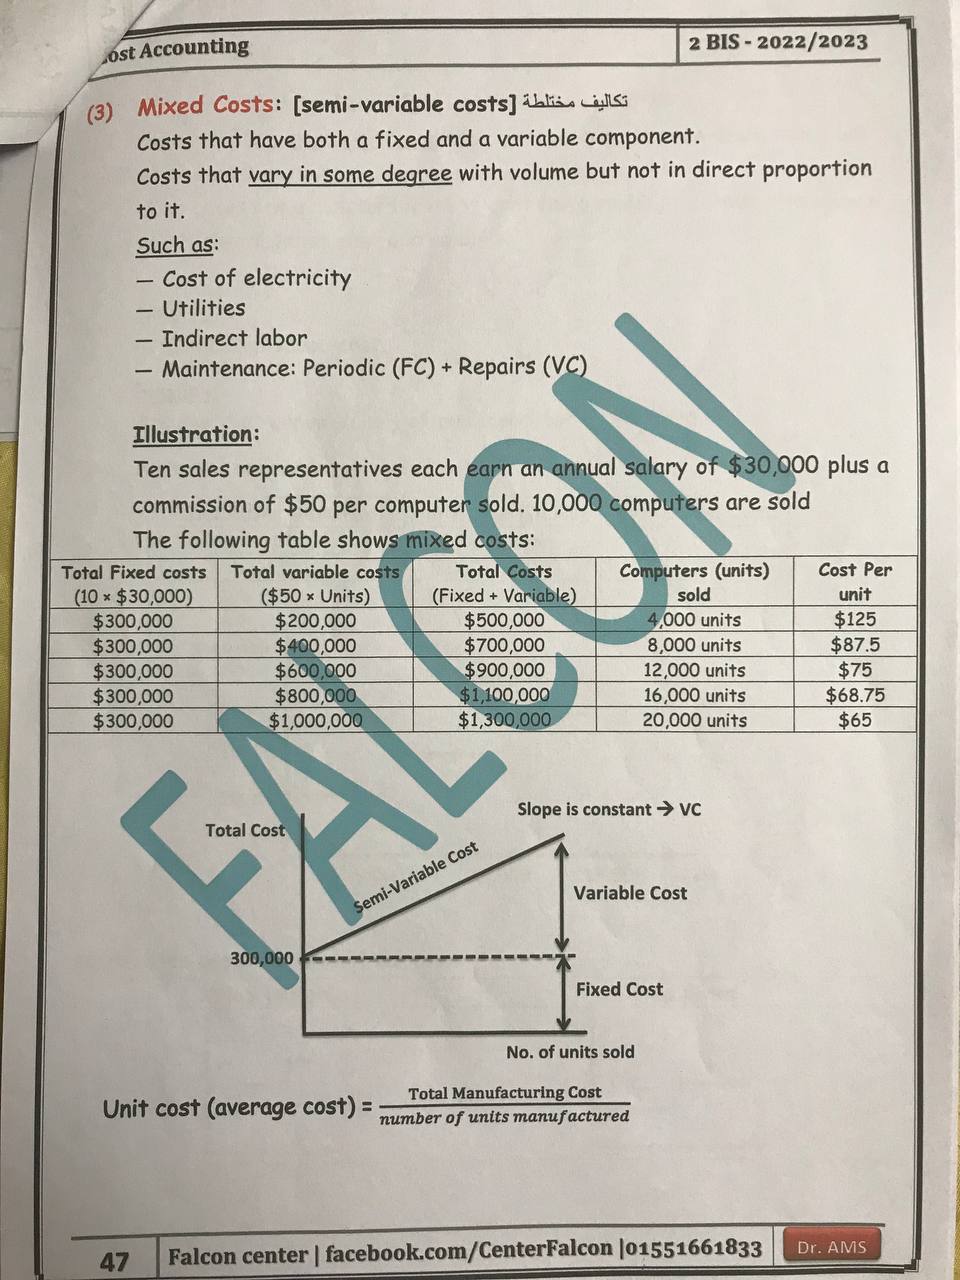 ost Accounting
2 BIS - 2022/2023
(3) Mixed Costs: [semi-variable costs] تكاليف مختلطة
Costs that have both a fixed and a variable component.
Costs that vary in some degree with volume but not in direct proportion
to it.
Such as:
— Cost of electricity
— Utilities
— Indirect labor
— Maintenance: Periodic (FC) + Repairs (VC)
Illustration:
Ten sales representatives each earn an annual salary of $30,000 plus a
commission of $50 per computer sold. 10,000 computers are sold
The following table shows mixed costs:
Total Fixed costs Total variable costs Total Costs Computers (units) Cost Per
(10 × $30,000) ($50 × Units) (Fixed + Variable) sold unit
$300,000 $200,000 $500,000 4,000 units $125
$300,000 $400,000 $700,000 8,000 units $87.5
$300,000 $600,000 $900,000 12,000 units $75
$300,000 $800,000 $1,100,000 16,000 units $68.75
$300,000 $1,000,000 $1,300,000 20,000 units $65
FALCON
Slope is constant → VC
Total Cost
Semi-Variable Cost
Variable Cost
300,000
Fixed Cost
No. of units sold
Unit cost (average cost) = Total Manufacturing Cost
number of units manufactured
47 Falcon center | facebook.com/CenterFalcon |01551661833 Dr. AMS